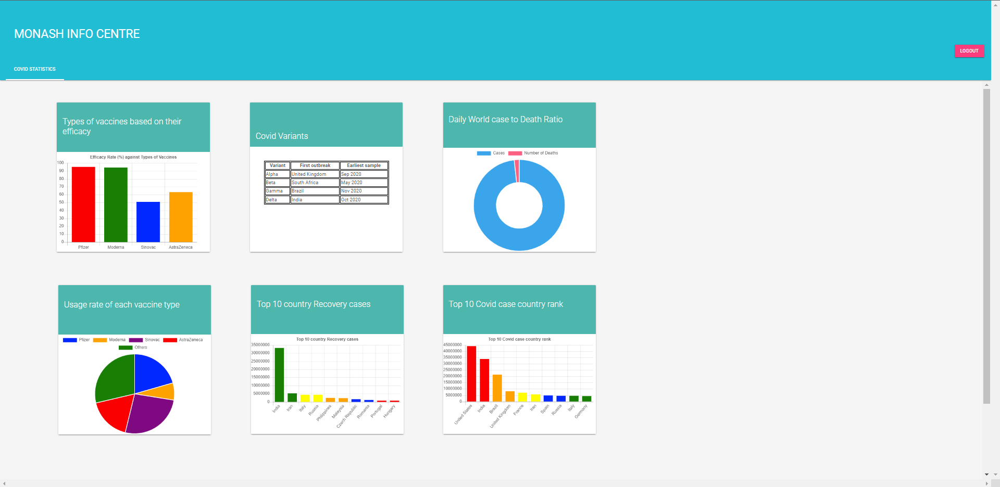 MONASH INFO CENTRE
LOGOUT
COVID STATISTICS
Types of vaccines based on their
efficacy
Efficacy Rate (%) against Types of Vaccines
100
90
80
70
60
50
40
30
20
10
0
Pfizer Moderna Sinovac AstraZeneca
Covid Variants
Variant First outbreak Earliest sample
Alpha United Kingdom Sep 2020
Beta South Africa May 2020
Gamma Brazil Nov 2020
Delta India Oct 2020
Daily World case to Death Ratio
Cases Number of Deaths
Usage rate of each vaccine type
Pfizer Moderna Sinovac AstraZeneca
Others
Top 10 country Recovery cases
Top 10 country Recovery cases
35000000
30000000
25000000
20000000
15000000
10000000
5000000
0
India Iran Italy Russia Philippines Malaysia Czech Republic Romania Portugal Hungary
Top 10 Covid case country rank
Top 10 Covid case country rank
45000000
40000000
35000000
30000000
25000000
20000000
15000000
10000000
5000000
0
United States India Brazil United Kingdom France Iran Spain Russia Italy Germany